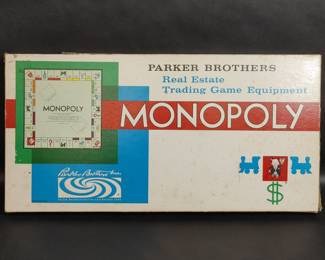 PARKER BROTHERS
Real Estate
Trading Game Equipment
MONOPOLY
MONOPOLY
Parker Brothers Inc.
$